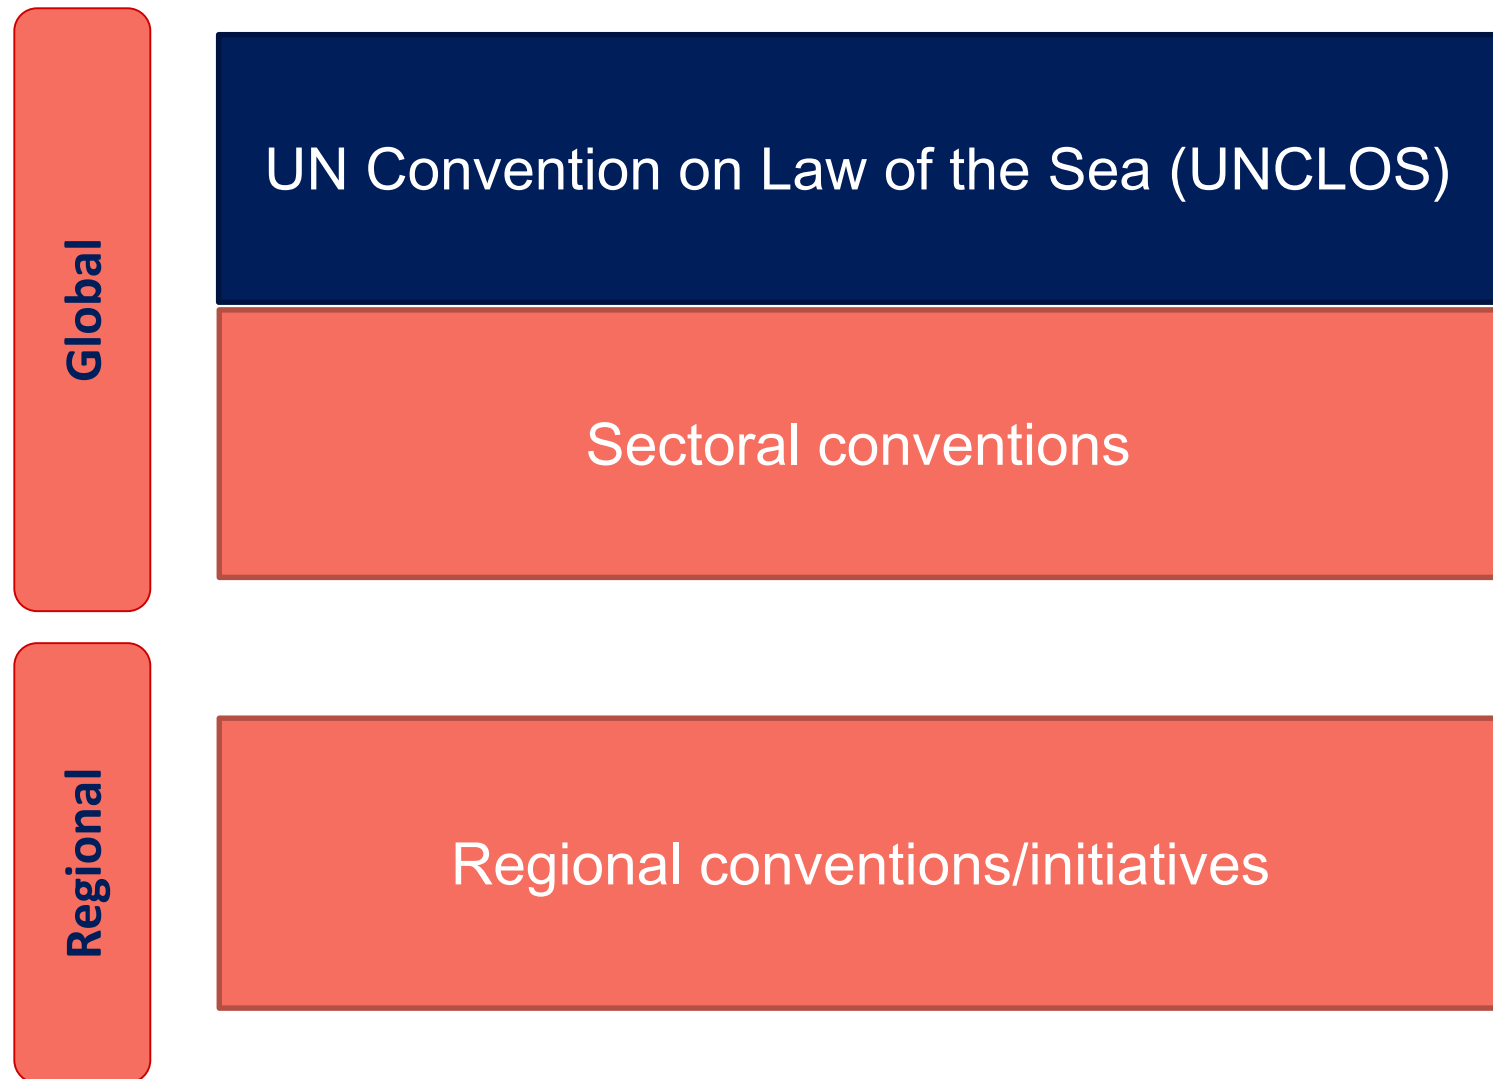 Global
UN Convention on Law of the Sea (UNCLOS)
Sectoral conventions
Regional
Regional conventions/initiatives